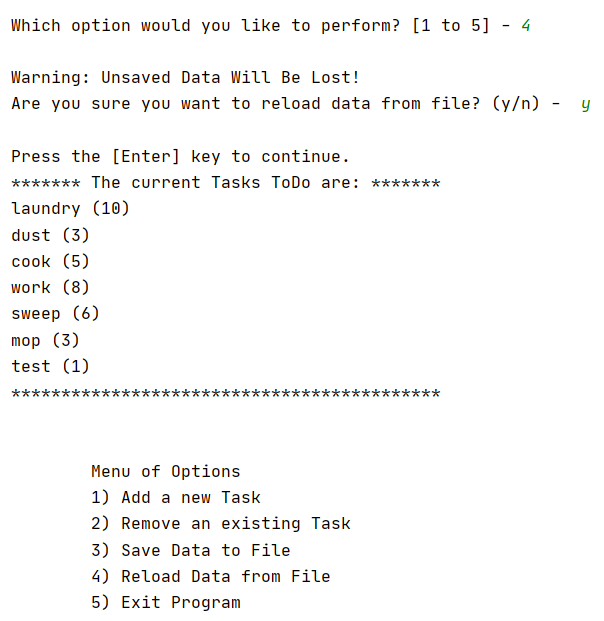 Which option would you like to perform? [1 to 5] - 4
Warning: Unsaved Data Will Be Lost!
Are you sure you want to reload data from file? (y/n) -  y
Press the [Enter] key to continue.
******* The current Tasks ToDo are: *******
laundry (10)
dust (3)
cook (5)
work (8)
sweep (6)
mop (3)
test (1)
*******************************************
Menu of Options
1) Add a new Task
2) Remove an existing Task
3) Save Data to File
4) Reload Data from File
5) Exit Program